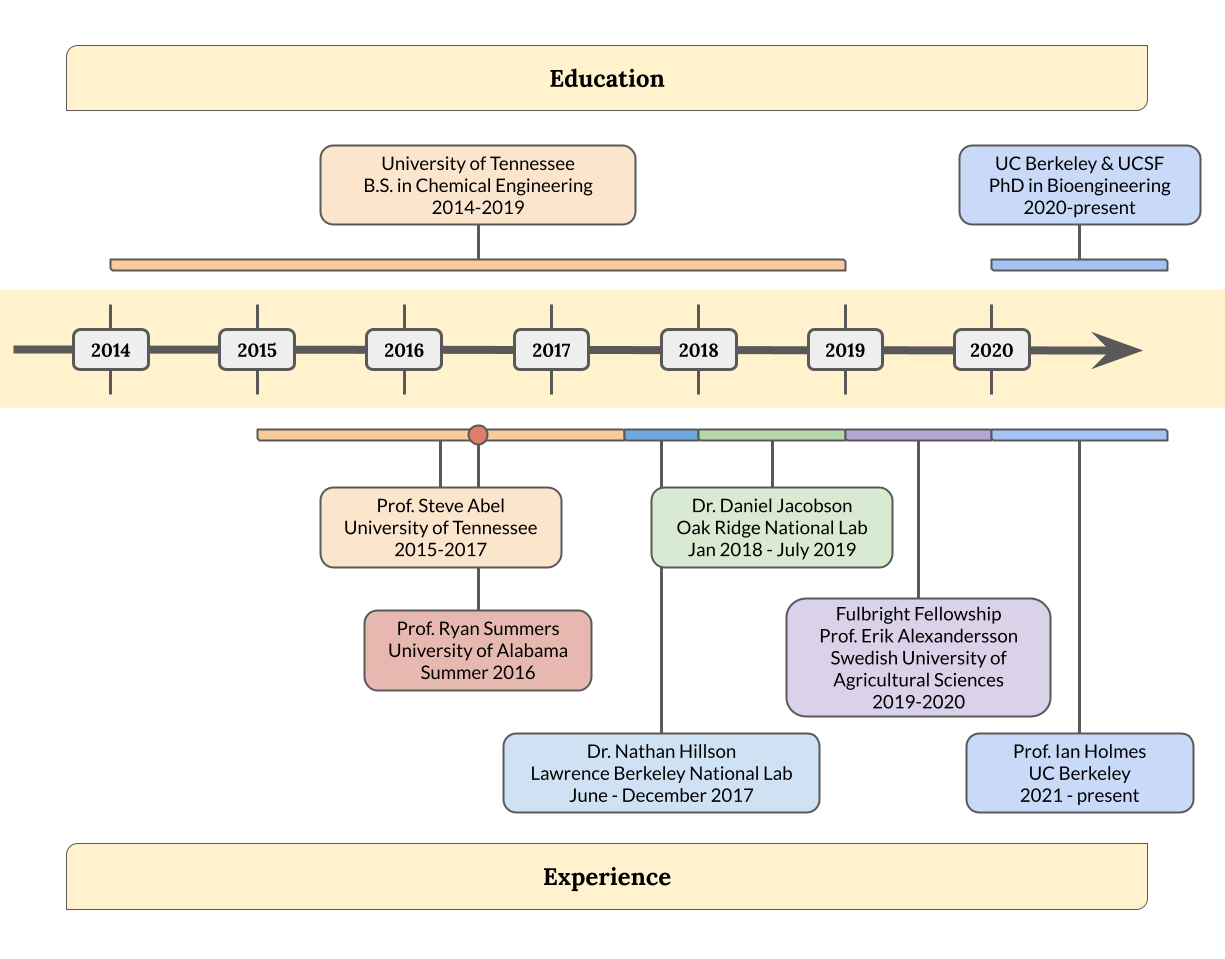 Education
University of Tennessee
B.S. in Chemical Engineering
2014-2019
UC Berkeley & UCSF
PhD in Bioengineering
2020-present
2014
2015
2016
2017
2018
2019
2020
Prof. Steve Abel
University of Tennessee
2015-2017
Dr. Daniel Jacobson
Oak Ridge National Lab
Jan 2018 - July 2019
Prof. Ryan Summers
University of Alabama
Summer 2016
Fulbright Fellowship
Prof. Erik Alexandersson
Swedish University of
Agricultural Sciences
2019-2020
Dr. Nathan Hillson
Lawrence Berkeley National Lab
June - December 2017
Prof. Ian Holmes
UC Berkeley
2021 - present
Experience